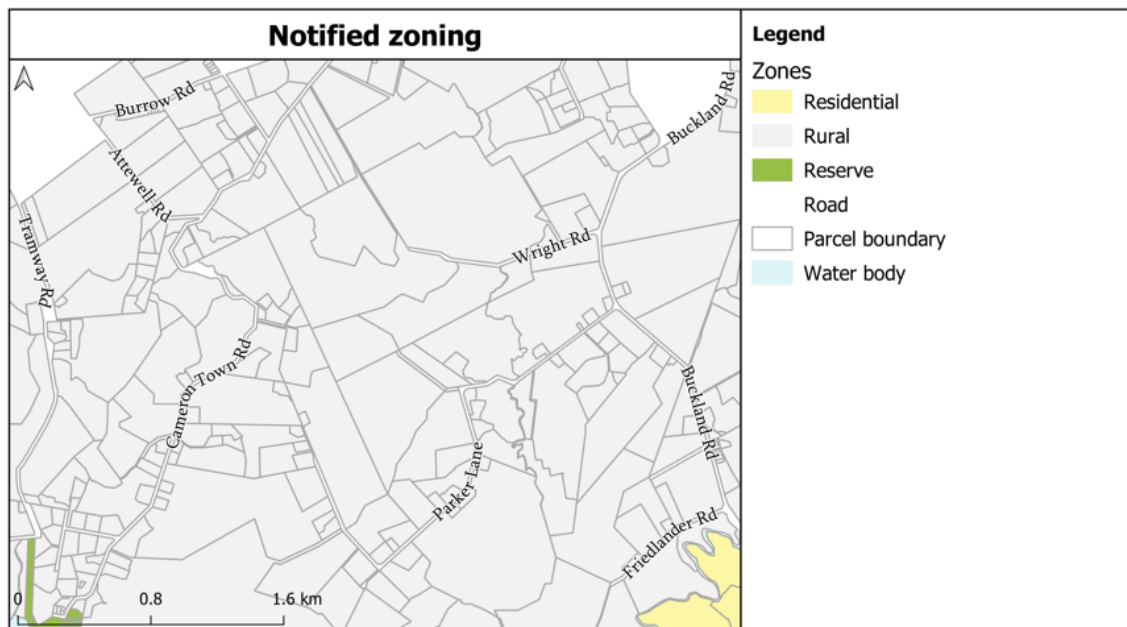 Notified zoning
Burrow Rd
Attewell Rd
Tramway Rd
Buckland Rd
Wright Rd
Cameron Town Rd
Buckland Rd
Parker Lane
Friedlander Rd
0 0.8 1.6 km
Legend
Zones
Residential
Rural
Reserve
Road
Parcel boundary
Water body